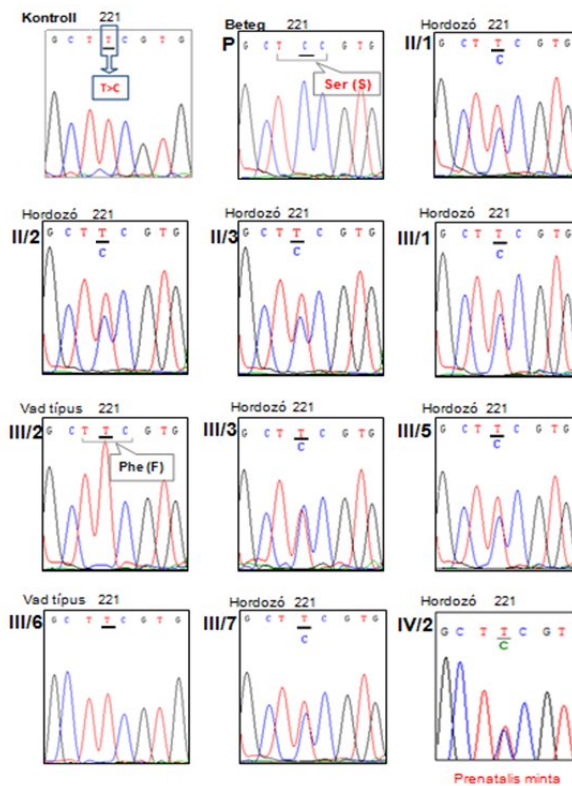 Kontroll 221
G C T T C G T G
T>C
Beteg 221
P G C T C C G T G
Ser (S)
Hordozó 221
II/1 G C T T C G T G
C
Hordozó 221
II/2 G C T T C G T G
C
Hordozó 221
II/3 G C T T C G T G
C
Hordozó 221
III/1 G C T T C G T G
C
Vad típus 221
III/2 G C T T C G T G
Phe (F)
Hordozó 221
III/3 G C T T C G T G
C
Hordozó 221
III/5 G C T T C G T G
C
Vad típus 221
III/6 G C T T C G T G
Hordozó 221
III/7 G C T T C G T G
C
Hordozó 221
IV/2 G C T T C G T
C
Prenatalis minta